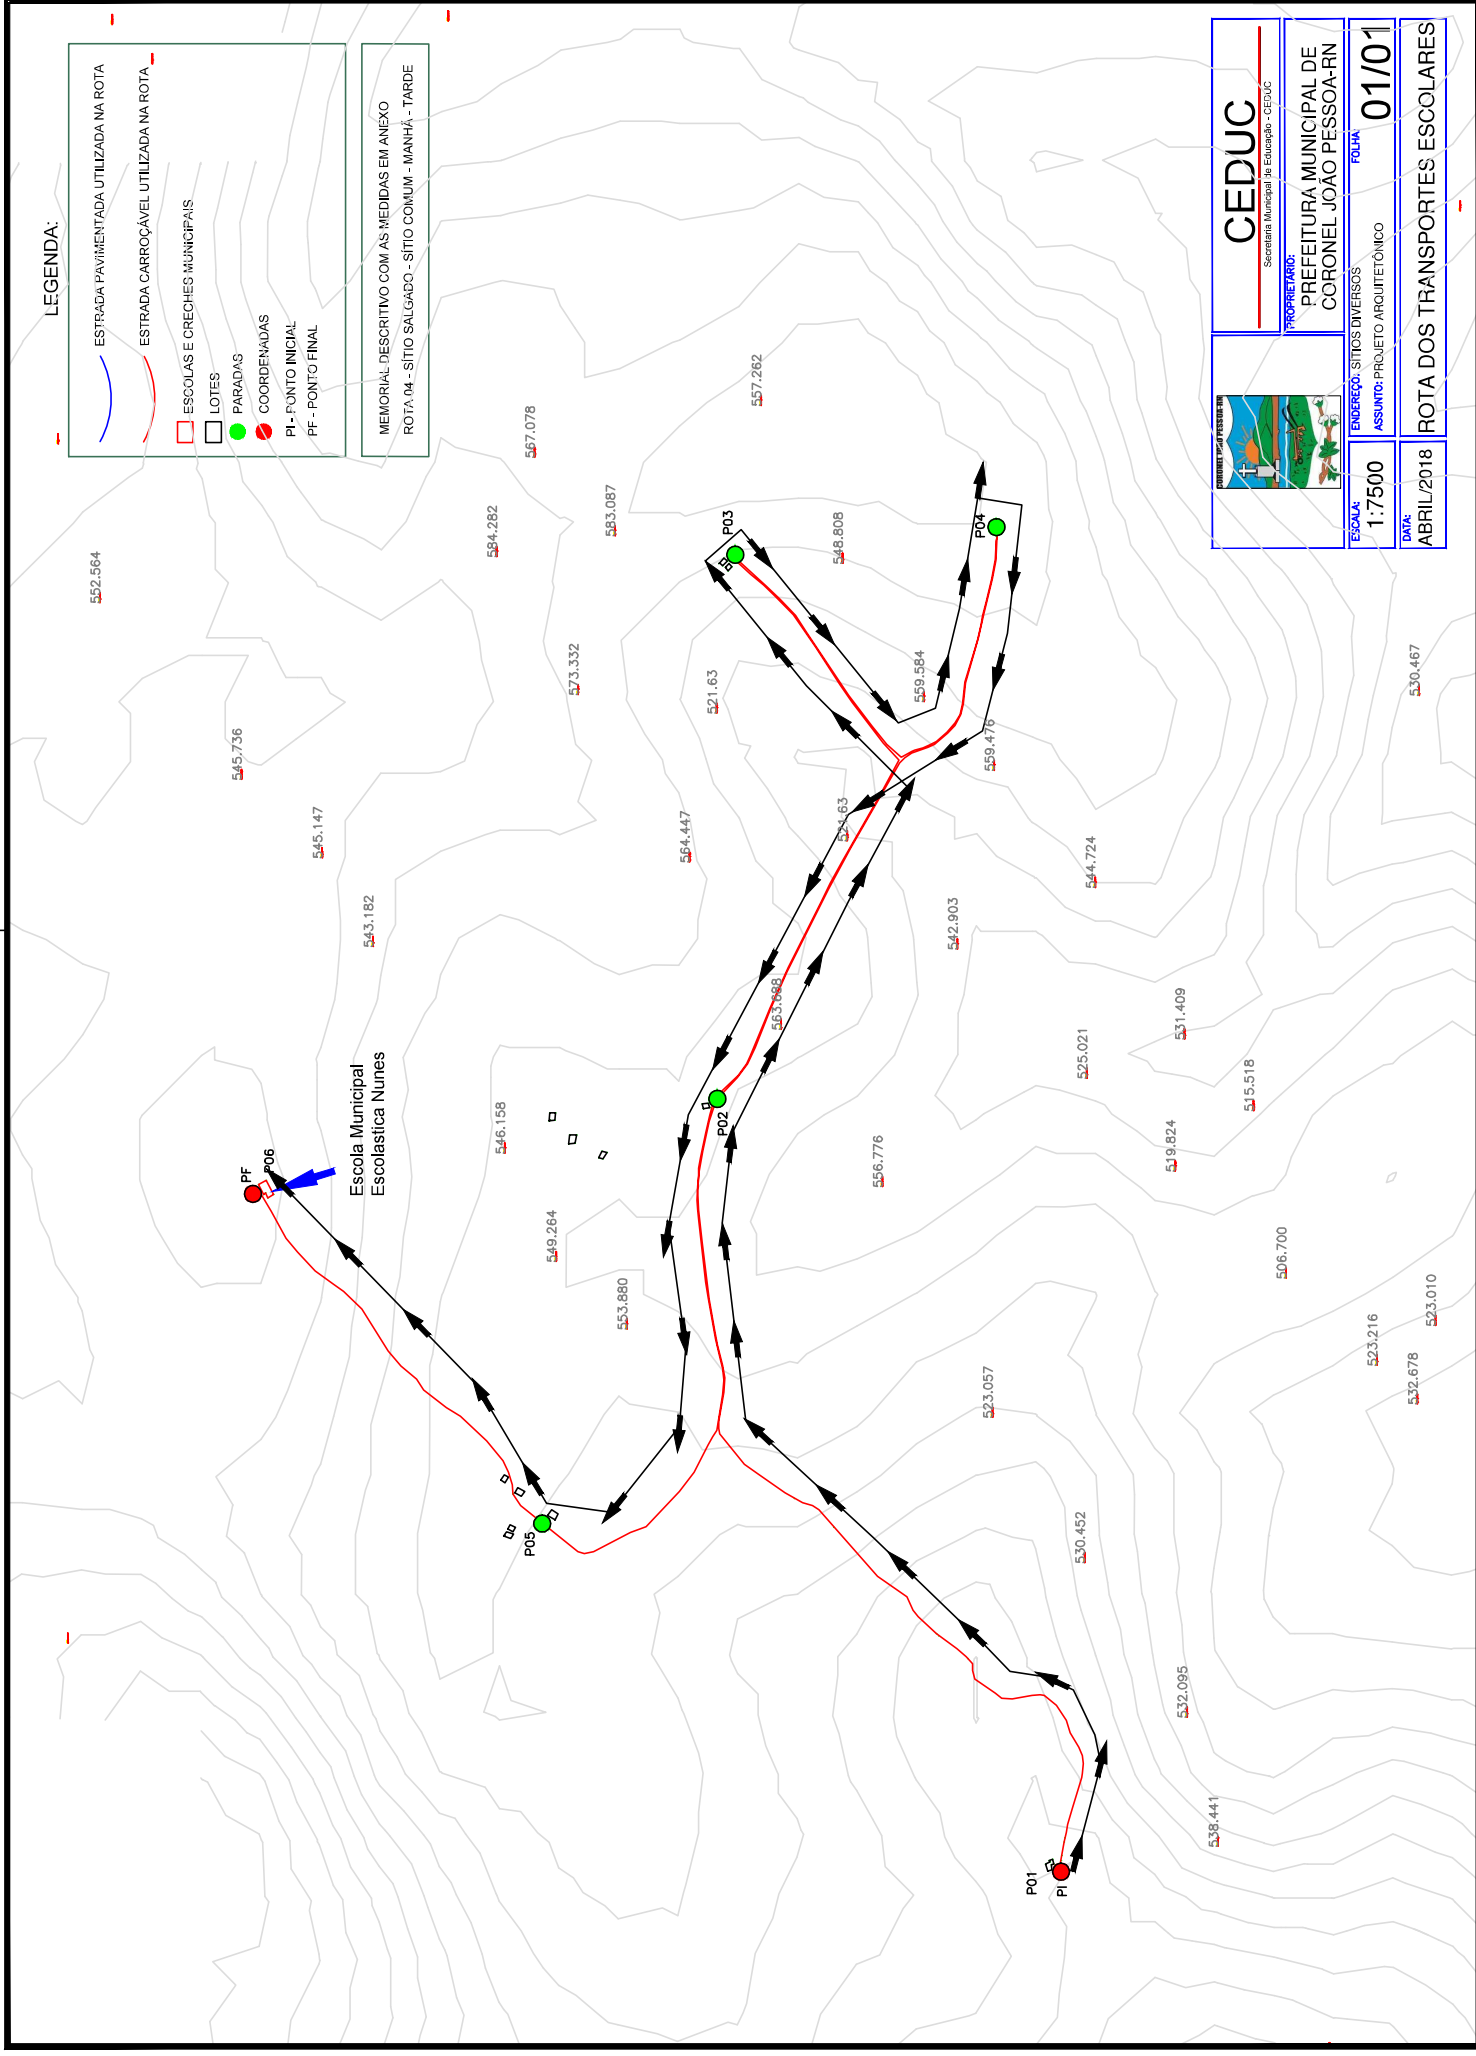 LEGENDA:
ESTRADA PAVIMENTADA UTILIZADA NA ROTA
ESTRADA CARROÇÁVEL UTILIZADA NA ROTA
ESCOLAS E CRECHES MUNICIPAIS
LOTES
PARADAS
COORDENADAS
PI - PONTO INICIAL
PF - PONTO FINAL
MEMORIAL DESCRITIVO COM AS MEDIDAS EM ANEXO
ROTA 04 - SÍTIO SALGADO - SÍTIO COMUM - MANHÃ - TARDE
552.564
545.736
545.147
543.182
584.282
567.078
583.087
573.332
557.262
548.808
521.63
564.447
559.584
559.476
521.63
563.688
542.903
544.724
530.467
531.409
525.021
515.518
519.824
556.776
546.158
549.264
553.880
506.700
523.010
523.216
532.678
523.057
530.452
532.095
538.441
P03
P04
P02
PF
P06
Escola Municipal
Escolastica Nunes
P05
P01
PI
CORONEL JOÃO PESSOA-RN
CEDUC
Secretaria Municipal de Educação - CEDUC
PROPRIETÁRIO:
PREFEITURA MUNICIPAL DE
CORONEL JOÃO PESSOA-RN
ESCALA:
1:7500
ENDEREÇO: SÍTIOS DIVERSOS
ASSUNTO: PROJETO ARQUITETÔNICO
FOLHA:
01/01
DATA:
ABRIL/2018
ROTA DOS TRANSPORTES ESCOLARES